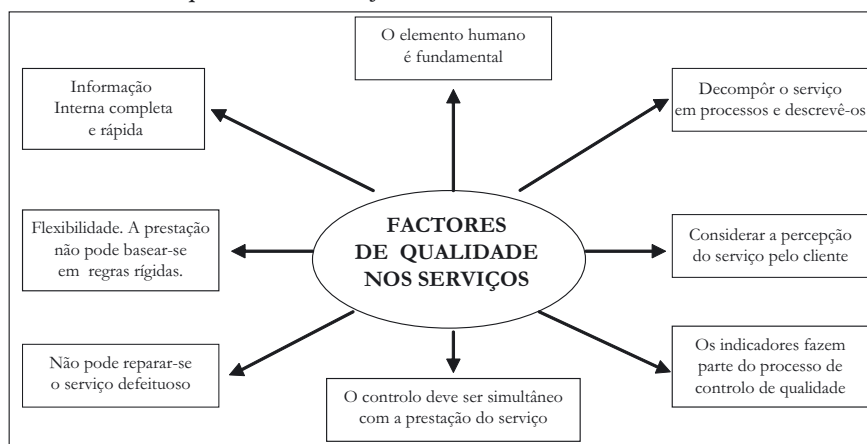 O elemento humano
é fundamental
Informação
Interna completa
e rápida
Decompôr o serviço
em processos e descrevê-os
Flexibilidade. A prestação
não pode basear-se
em regras rígidas.
FACTORES
DE QUALIDADE
NOS SERVIÇOS
Considerar a percepção
do serviço pelo cliente
Não pode reparar-se
o serviço defeituoso
O controlo deve ser simultâneo
com a prestação do serviço
Os indicadores fazem
parte do processo de
controlo de qualidade